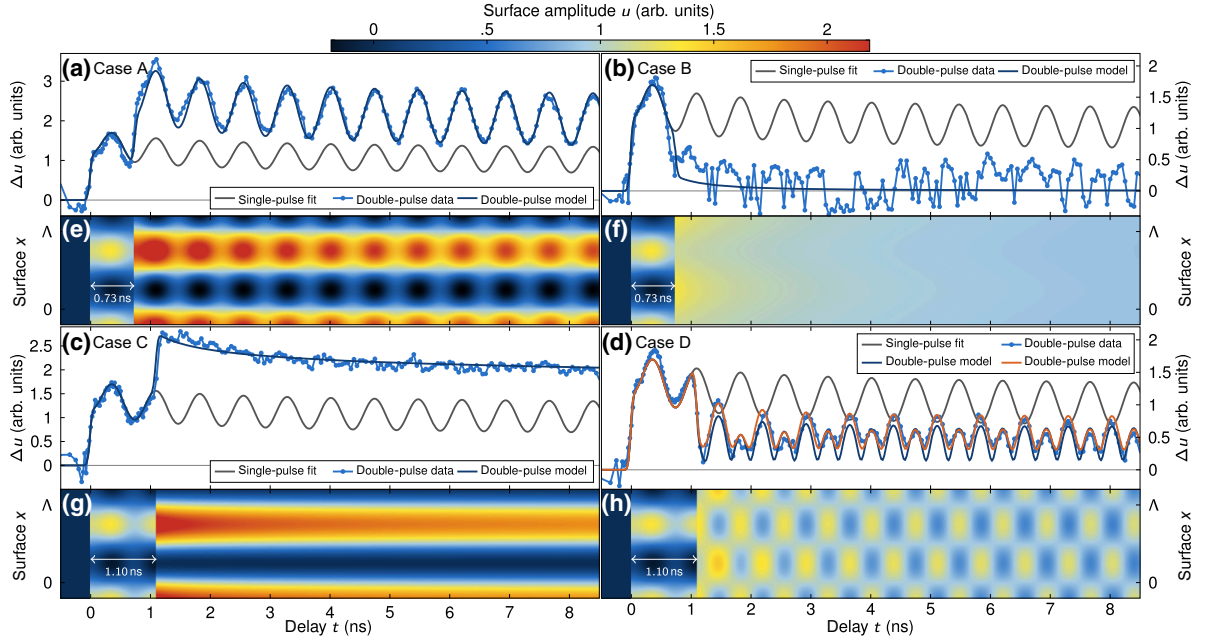 Surface amplitude u (arb. units)
0 .5 1 1.5 2
(a) Case A
Δu (arb. units)
3
2
1
0
Single-pulse fit Double-pulse data Double-pulse model
(b) Case B
Single-pulse fit Double-pulse data Double-pulse model
2
1.5
1
0.5
0
Δu (arb. units)
(e)
Surface x
Λ
0
0.73 ns
(f)
0.73 ns
Λ
0
Surface x
(c) Case C
Δu (arb. units)
2.5
2
1.5
1
0.5
0
Single-pulse fit Double-pulse data Double-pulse model
(d) Case D
Single-pulse fit Double-pulse data
Double-pulse model Double-pulse model
2
1.5
1
0.5
0
Δu (arb. units)
(g)
Surface x
Λ
0
1.10 ns
(h)
1.10 ns
Λ
0
Surface x
0 1 2 3 4 5 6 7 8
Delay t (ns)
0 1 2 3 4 5 6 7 8
Delay t (ns)